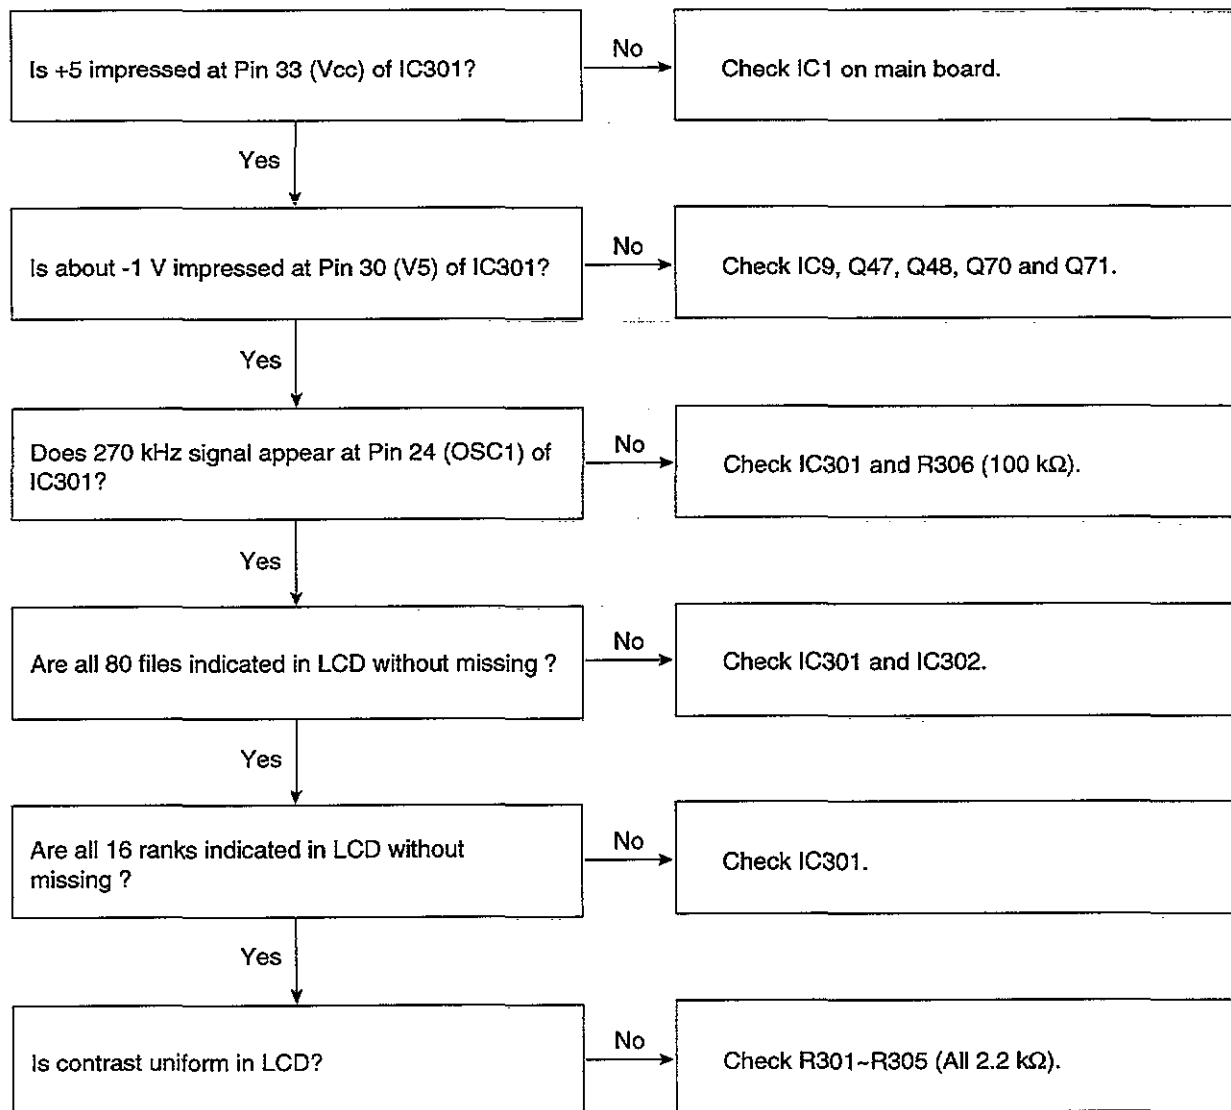 Is +5 impressed at Pin 33 (Vcc) of IC301?
No
Check IC1 on main board.
Yes
Is about -1 V impressed at Pin 30 (V5) of IC301?
No
Check IC9, Q47, Q48, Q70 and Q71.
Yes
Does 270 kHz signal appear at Pin 24 (OSC1) of
IC301?
No
Check IC301 and R306 (100 kΩ).
Yes
Are all 80 files indicated in LCD without missing ?
No
Check IC301 and IC302.
Yes
Are all 16 ranks indicated in LCD without
missing ?
No
Check IC301.
Yes
Is contrast uniform in LCD?
No
Check R301~R305 (All 2.2 kΩ).